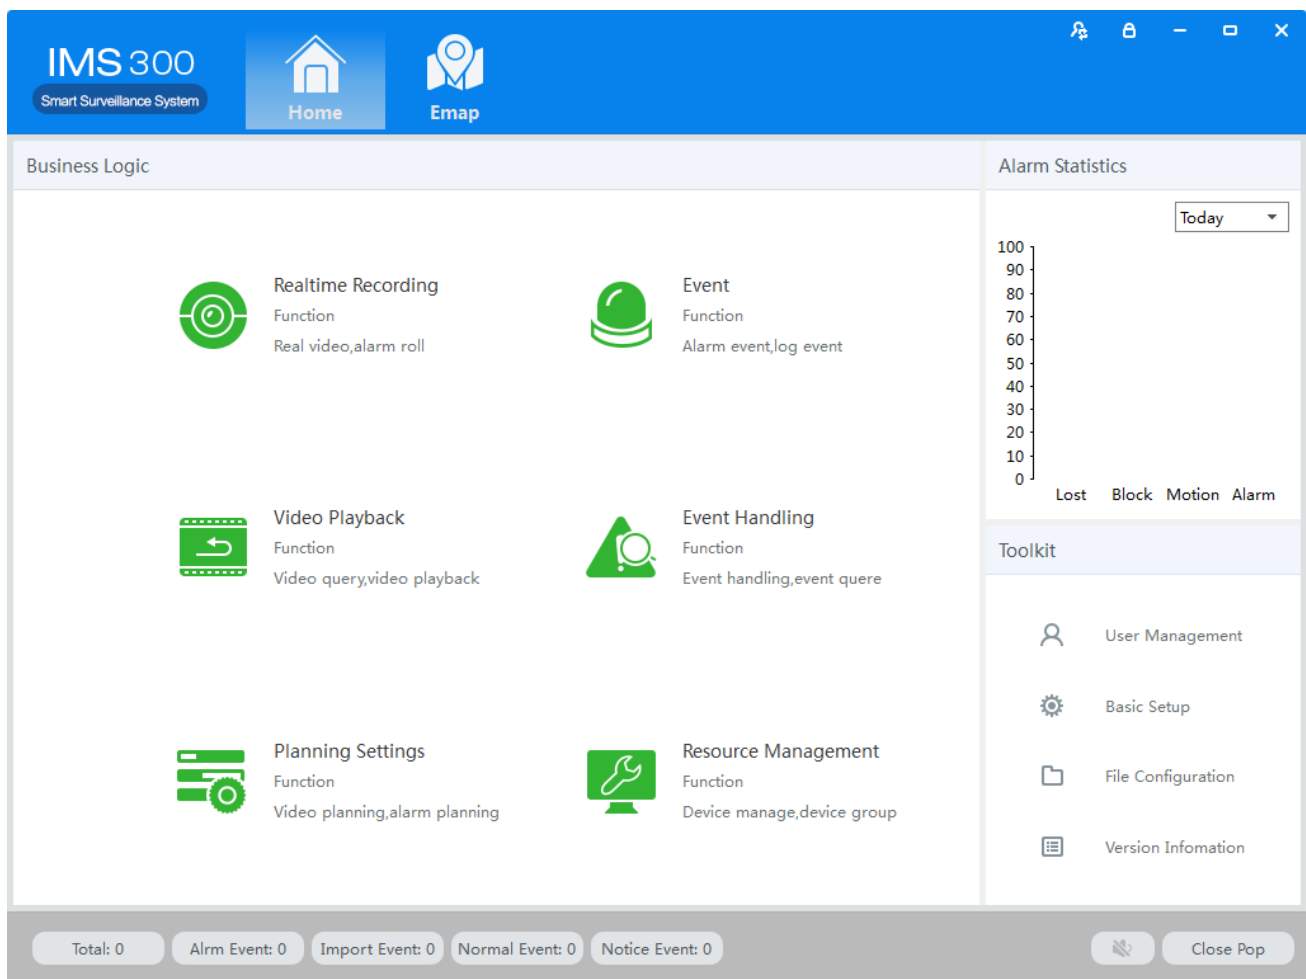 IMS 300
Smart Surveillance System
Home
Emap
Business Logic
Realtime Recording
Function
Real video,alarm roll
Event
Function
Alarm event,log event
Video Playback
Function
Video query,video playback
Event Handling
Function
Event handling,event quere
Planning Settings
Function
Video planning,alarm planning
Resource Management
Function
Device manage,device group
Alarm Statistics
Today
100
90
80
70
60
50
40
30
20
10
0
Lost Block Motion Alarm
Toolkit
User Management
Basic Setup
File Configuration
Version Infomation
Total: 0 Alrm Event: 0 Import Event: 0 Normal Event: 0 Notice Event: 0 Close Pop